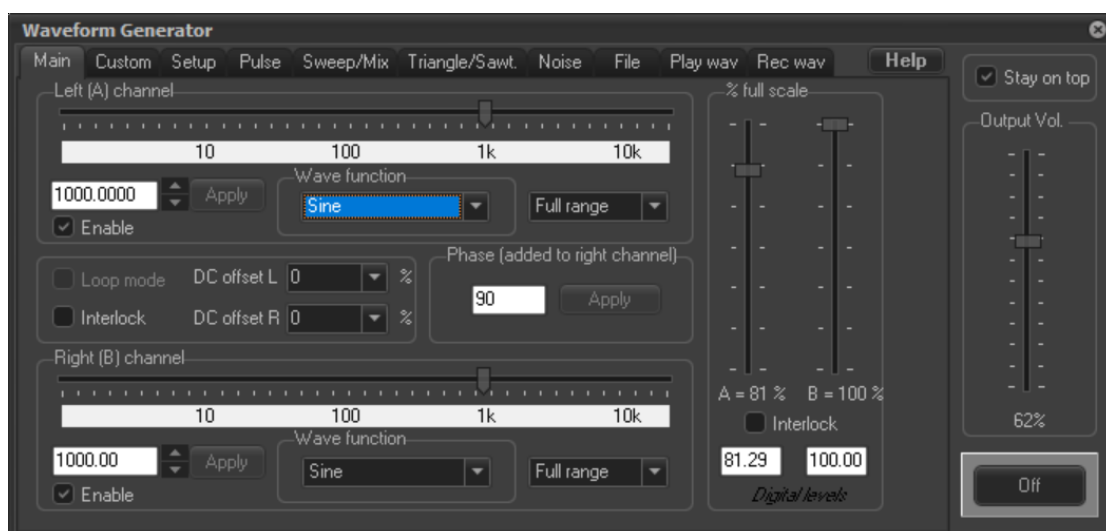 Waveform Generator
Main Custom Setup Pulse Sweep/Mix Triangle/Sawt. Noise File Play wav Rec wav Help
Left (A) channel
10 100 1k 10k
1000.0000 Apply
Wave function
Sine
Full range
Enable
Loop mode DC offset L 0 %
Interlock DC offset R 0 %
Phase (added to right channel)
90 Apply
Right (B) channel
10 100 1k 10k
1000.00 Apply
Wave function
Sine
Full range
Enable
% full scale
A = 81 % B = 100 %
Interlock
81.29 100.00
Digital levels
Stay on top
Output Vol.
62%
Off